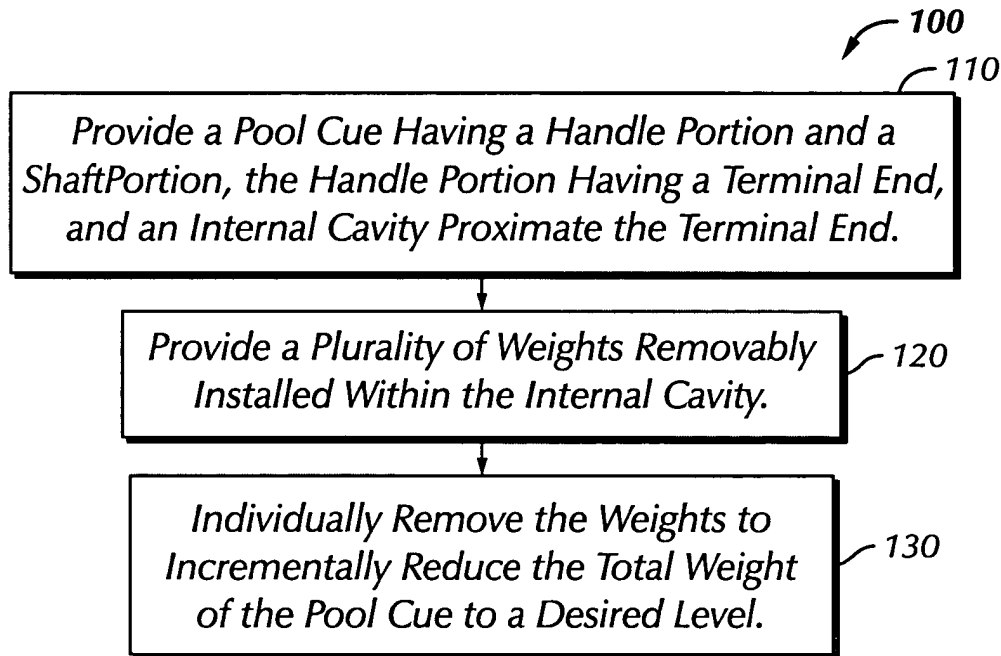 100
110
Provide a Pool Cue Having a Handle Portion and a
ShaftPortion, the Handle Portion Having a Terminal End,
and an Internal Cavity Proximate the Terminal End.
Provide a Plurality of Weights Removably
Installed Within the Internal Cavity.
120
Individually Remove the Weights to
Incrementally Reduce the Total Weight
of the Pool Cue to a Desired Level.
130